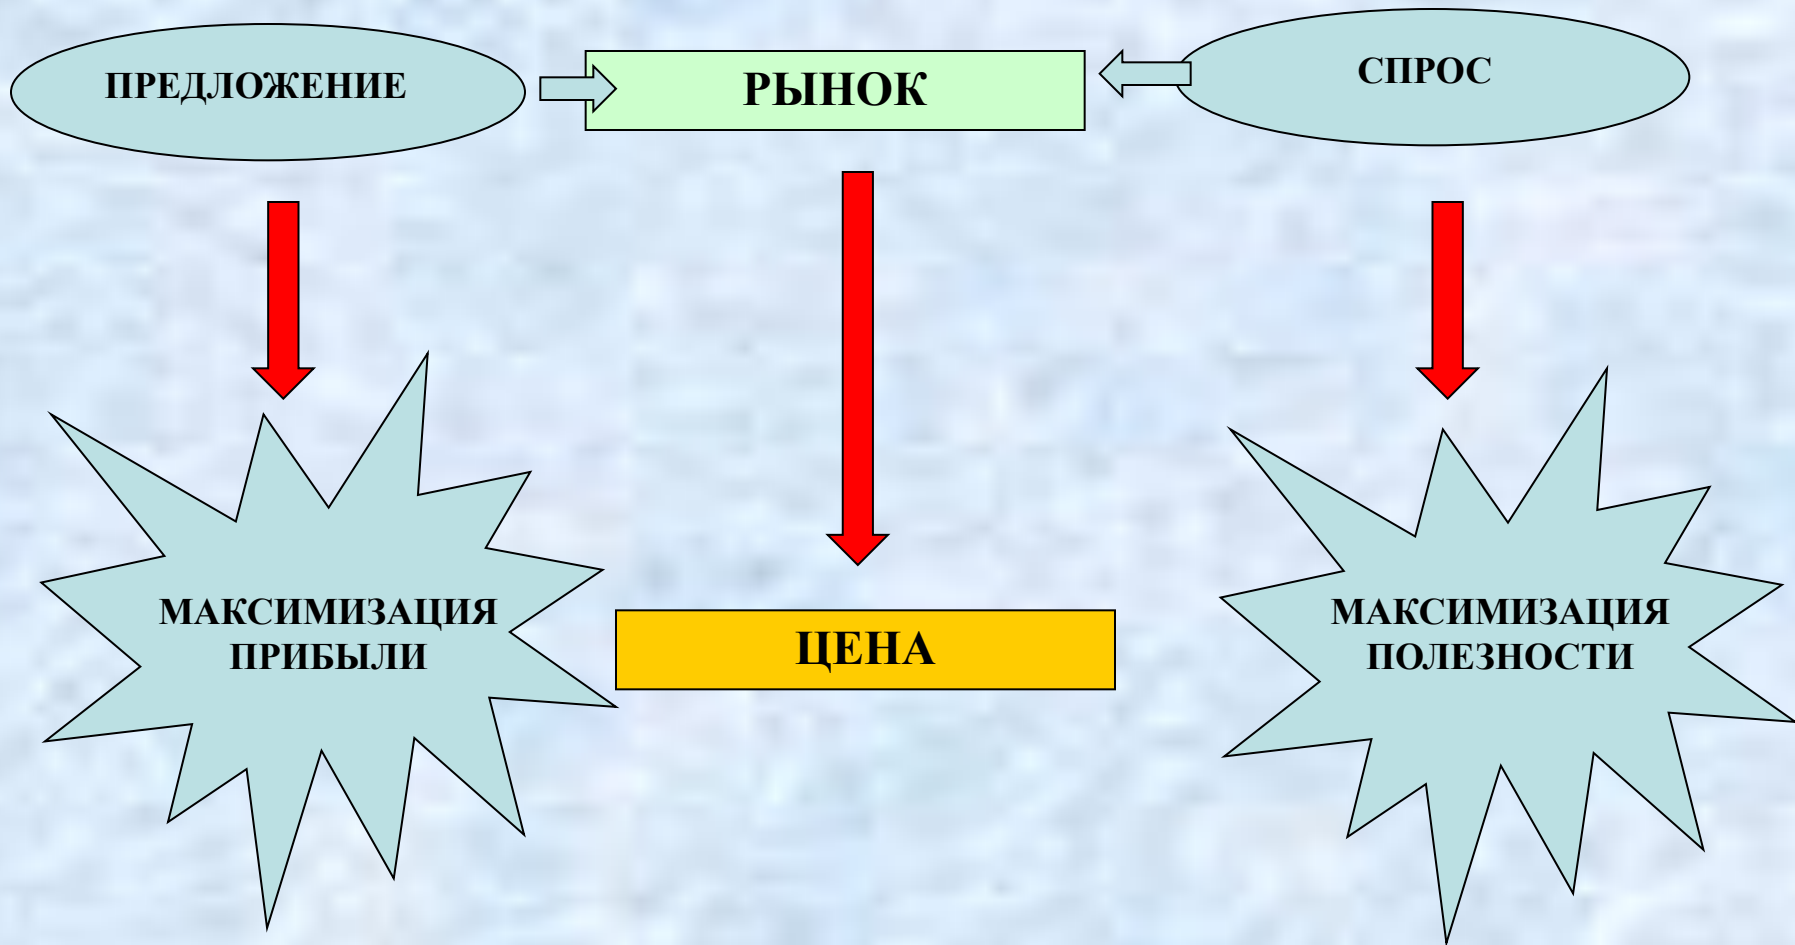 ПРЕДЛОЖЕНИЕ
РЫНОК
СПРОС
МАКСИМИЗАЦИЯ
ПРИБЫЛИ
ЦЕНА
МАКСИМИЗАЦИЯ
ПОЛЕЗНОСТИ